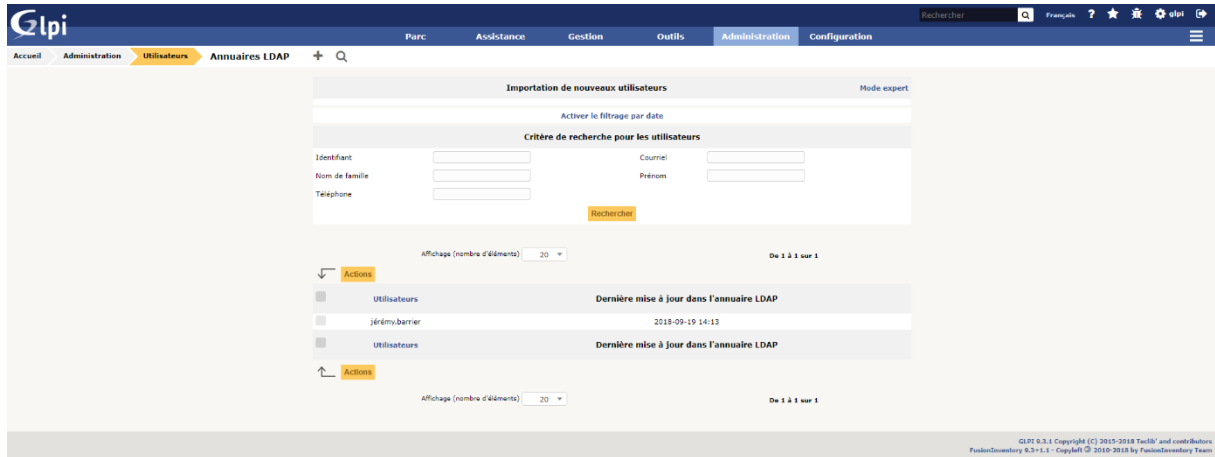 Glpi
Rechercher Français ? glpi
Parc Assistance Gestion Outils Administration Configuration
Accueil Administration Utilisateurs Annuaires LDAP
Importation de nouveaux utilisateurs Mode expert
Activer le filtrage par date
Critère de recherche pour les utilisateurs
Identifiant Courriel
Nom de famille Prénom
Téléphone
Rechercher
Affichage (nombre d'éléments) 20 De 1 à 1 sur 1
Actions
Utilisateurs Dernière mise à jour dans l'annuaire LDAP
jérémy.barrier 2018-09-19 14:13
Utilisateurs Dernière mise à jour dans l'annuaire LDAP
Actions
Affichage (nombre d'éléments) 20 De 1 à 1 sur 1
GLPI 9.3.1 Copyright (C) 2015-2018 Teclib' and contributors
FusionInventory 9.3+1.1 - Copyleft 🄯 2010-2018 by FusionInventory Team